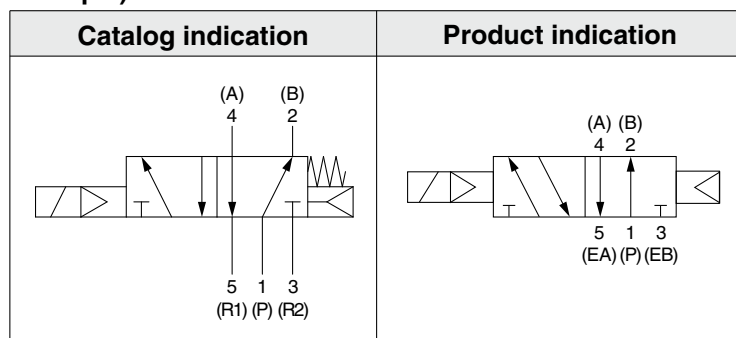 Catalog indication
Product indication
(A) (B)
4 2
5 1 3
(R1) (P) (R2)
(A) (B)
4 2
5 1 3
(EA) (P) (EB)